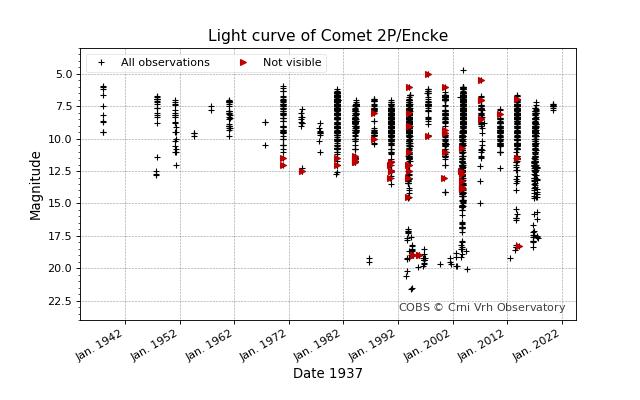 Light curve of Comet 2P/Encke
All observations
Not visible
Magnitude
5.0
7.5
10.0
12.5
15.0
17.5
20.0
22.5
COBS © Crni Vrh Observatory
Jan. 1942
Jan. 1952
Jan. 1962
Jan. 1972
Jan. 1982
Jan. 1992
Jan. 2002
Jan. 2012
Jan. 2022
Date 1937